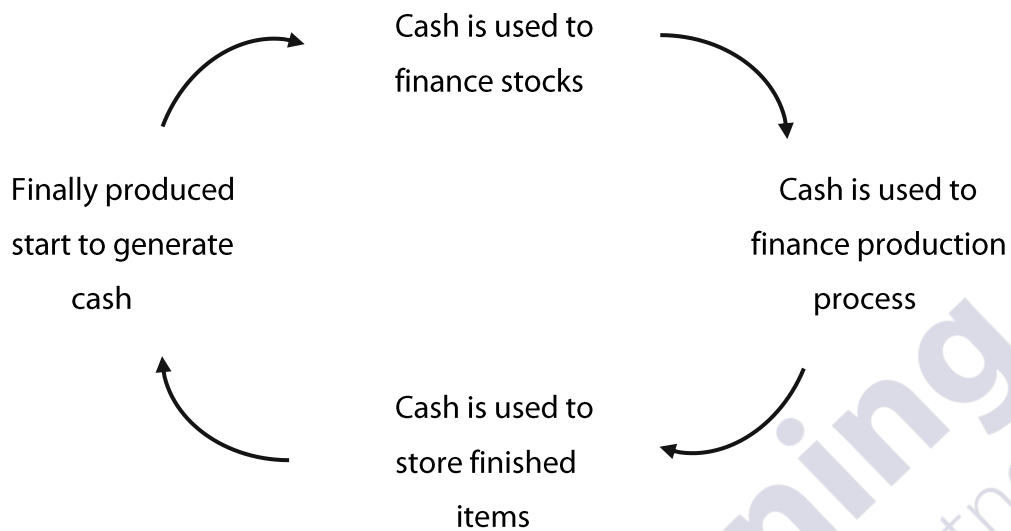 Cash is used to
finance stocks
Cash is used to
finance production
process
Cash is used to
store finished
items
Finally produced
start to generate
cash